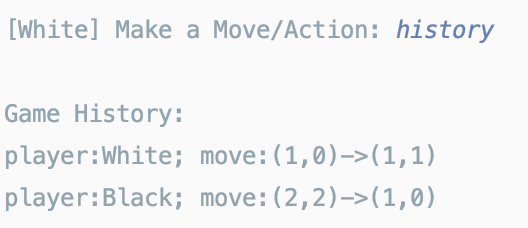 [White] Make a Move/Action: history
Game History:
player:White; move:(1,0)->(1,1)
player:Black; move:(2,2)->(1,0)